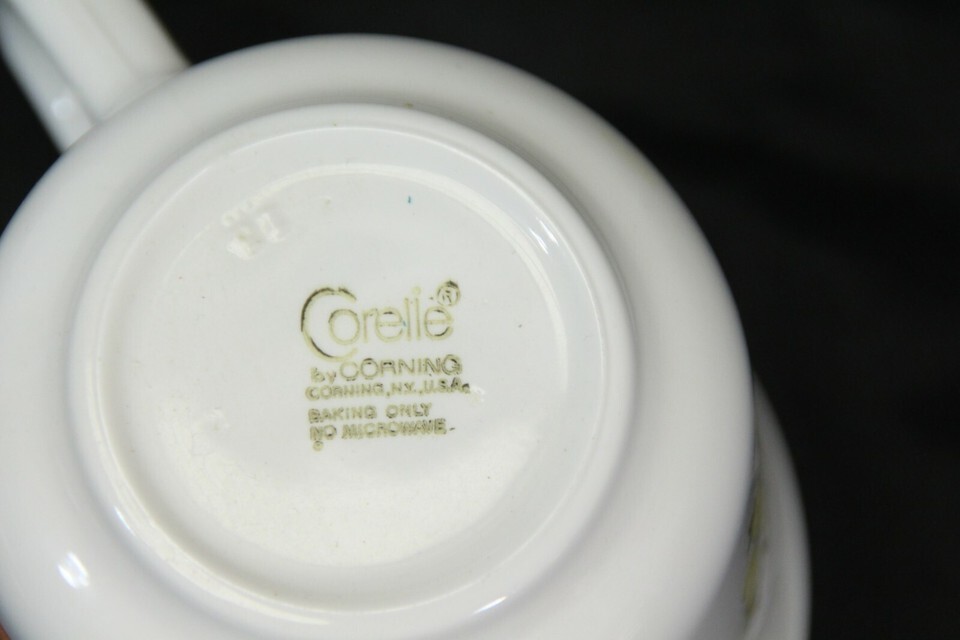 Corelle®
by CORNING
CORNING, N.Y., U.S.A.
BAKING ONLY
NO MICROWAVE